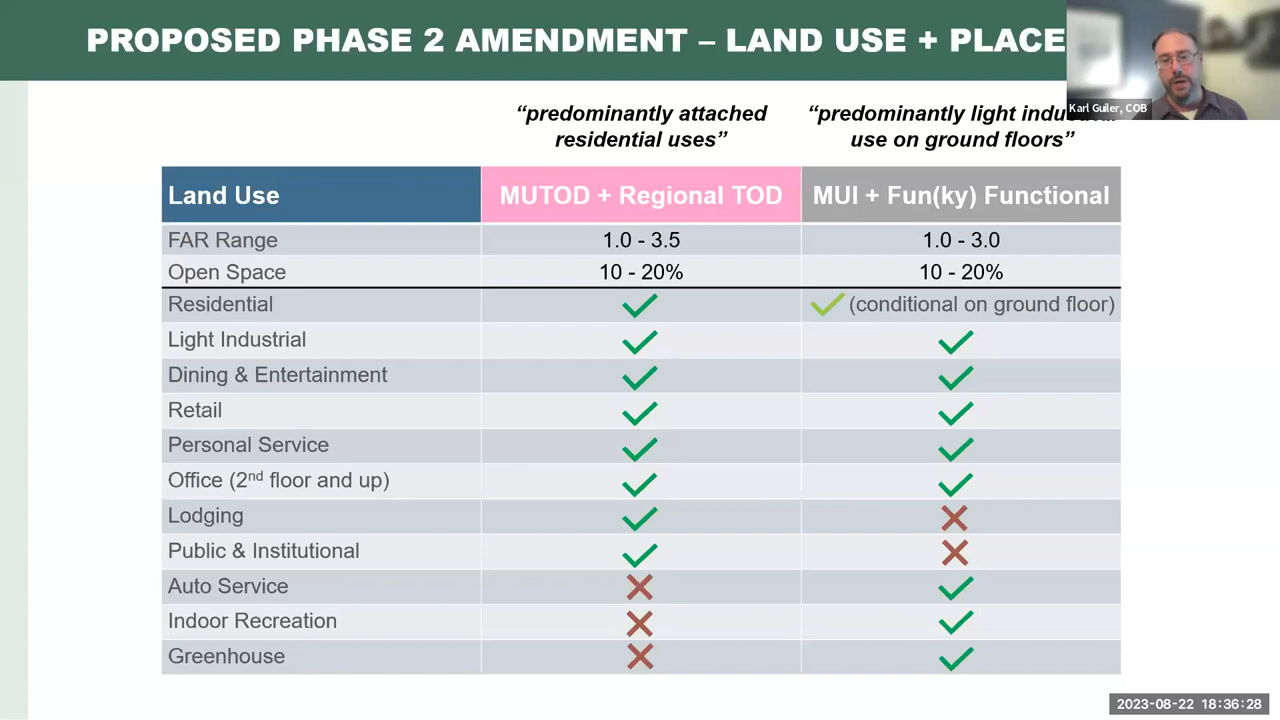 PROPOSED PHASE 2 AMENDMENT – LAND USE + PLACE
Karl Guiler, COB
“predominantly attached
residential uses”
“predominantly light
use on ground floors”
Land Use MUTOD + Regional TOD MUI + Fun(ky) Functional
FAR Range 1.0 - 3.5 1.0 - 3.0
Open Space 10 - 20% 10 - 20%
Residential (conditional on ground floor)
Light Industrial
Dining & Entertainment
Retail
Personal Service
Office (2nd floor and up)
Lodging
Public & Institutional
Auto Service
Indoor Recreation
Greenhouse
2023-08-22 18:36:28